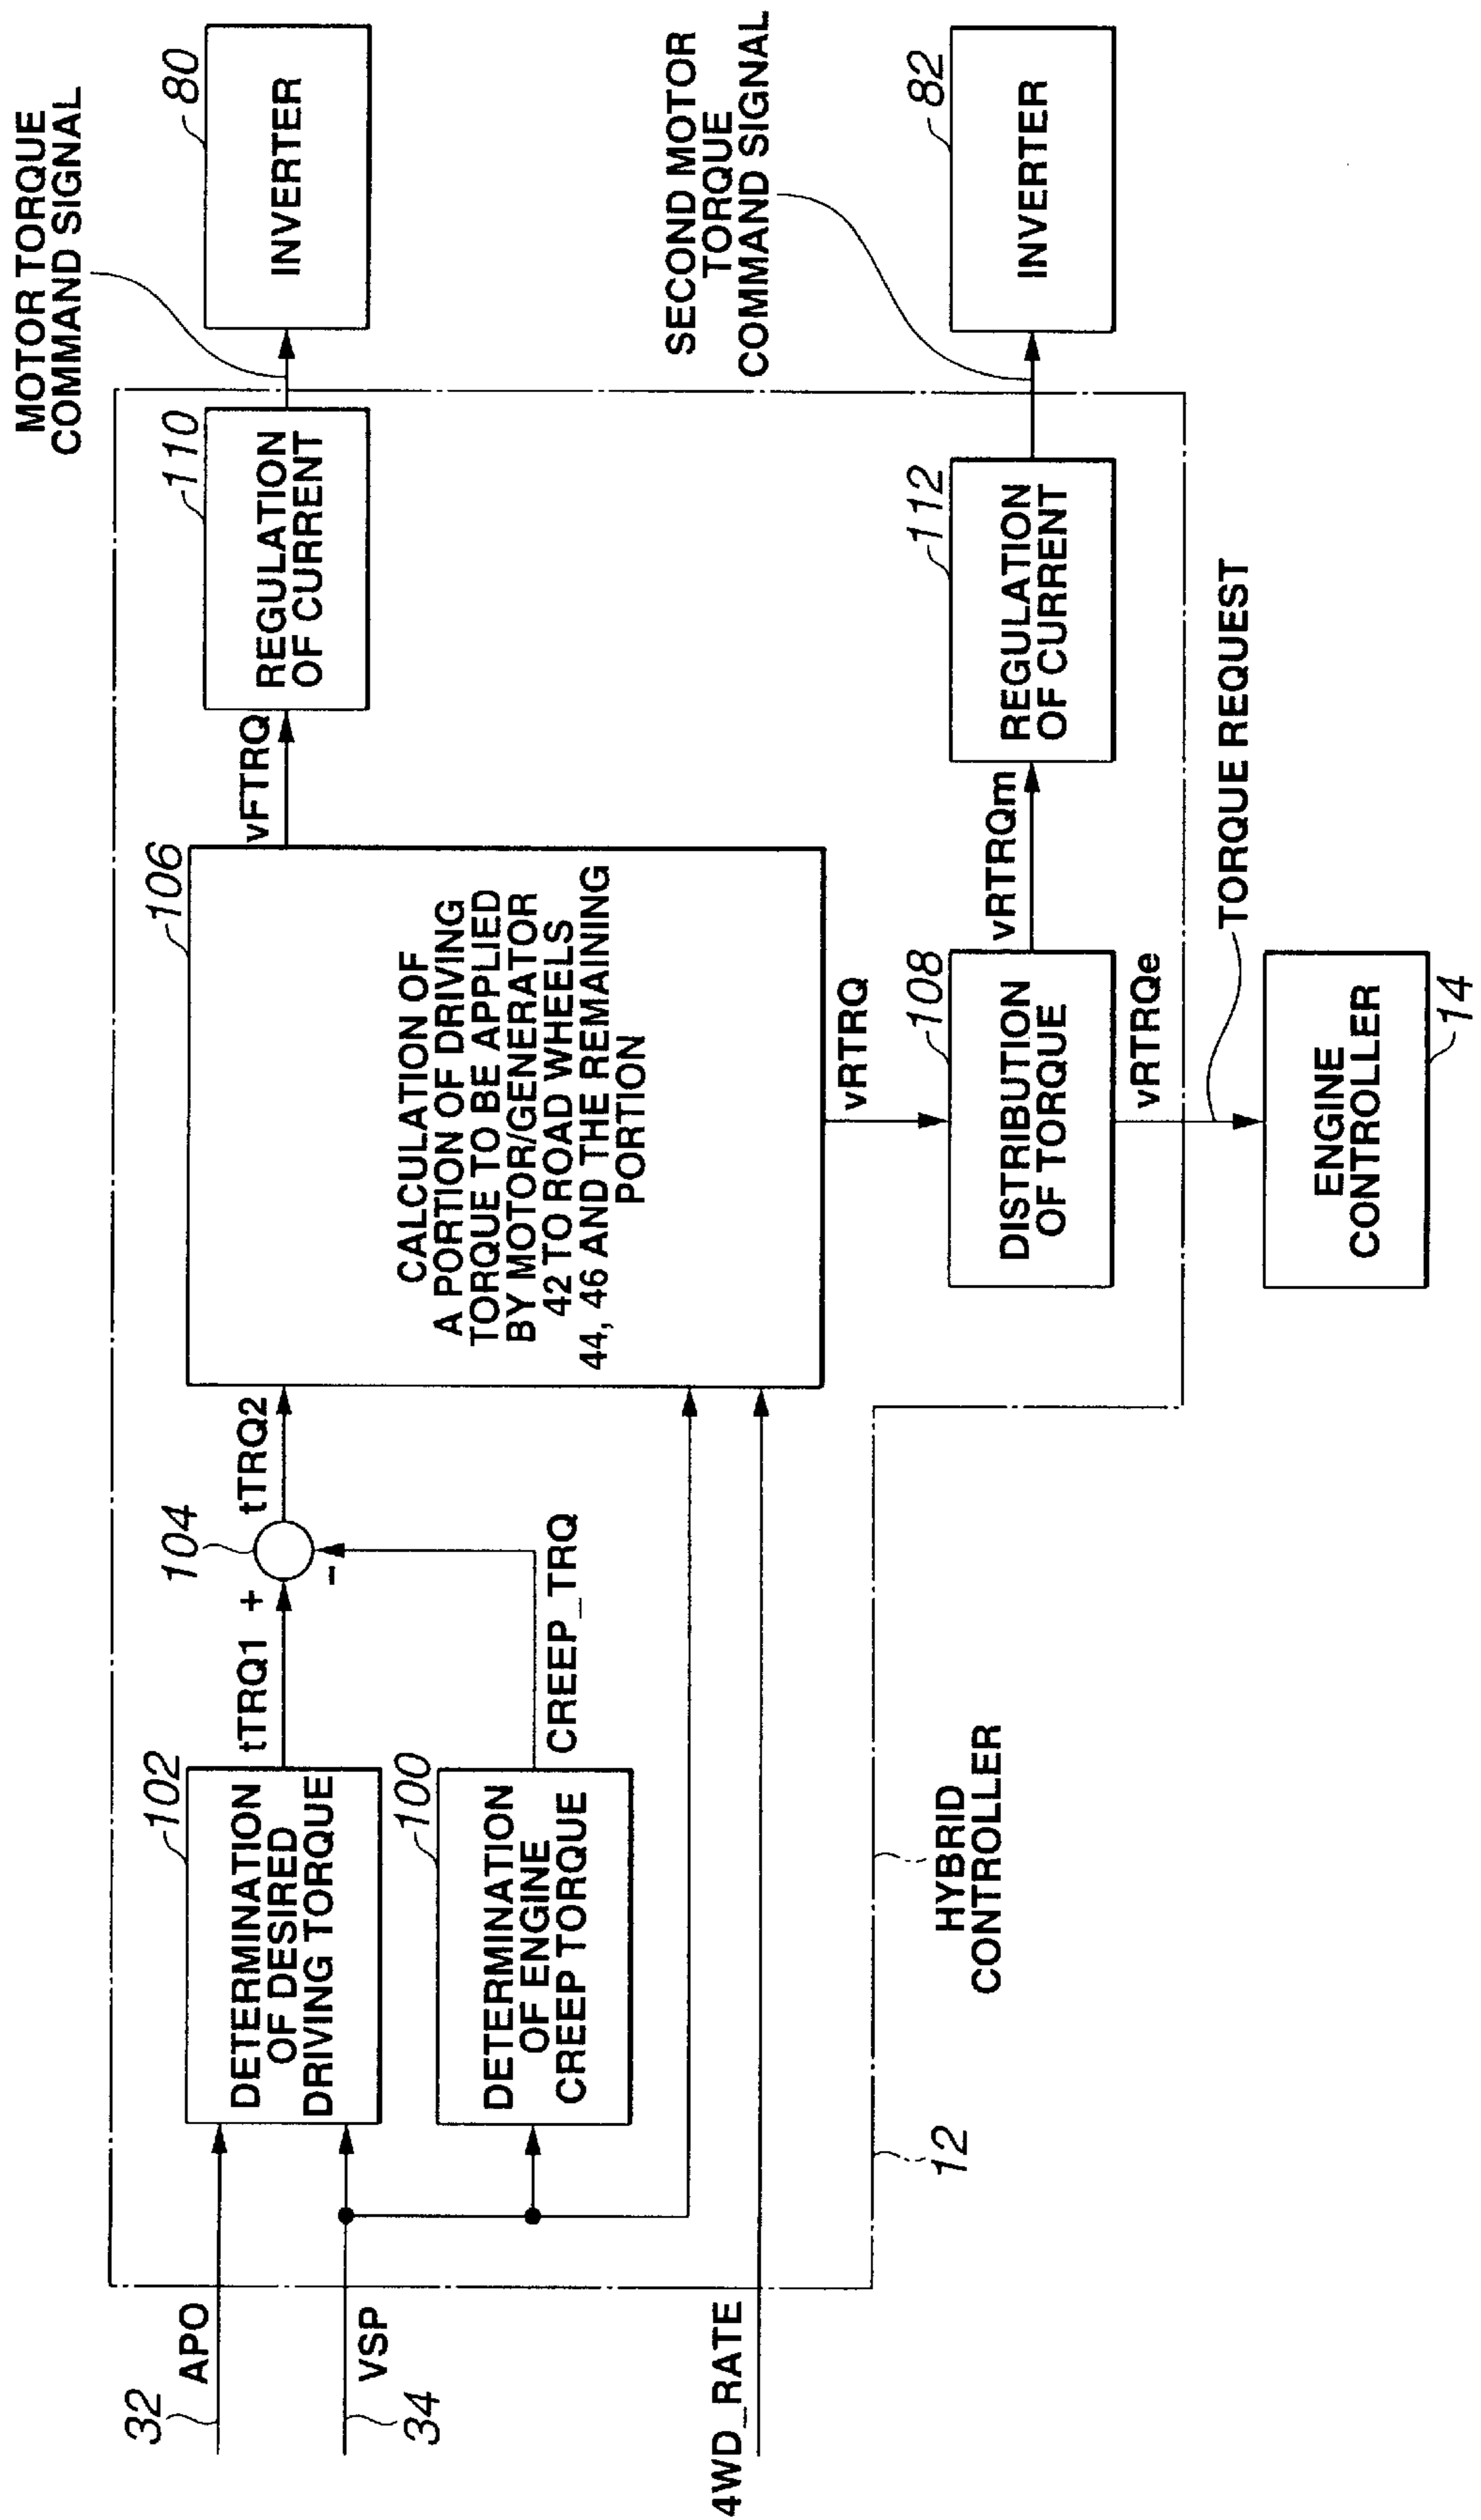 32
APO
VSP
34
4WD_RATE
102
DETERMINATION
OF DESIRED
DRIVING TORQUE
100
DETERMINATION
OF ENGINE
CREEP TORQUE
tTRQ1
+
-
104
tTRQ2
CREEP_TRQ
12
HYBRID
CONTROLLER
106
CALCULATION OF
A PORTION OF DRIVING
TORQUE TO BE APPLIED
BY MOTOR/GENERATOR
42 TO ROAD WHEELS
44, 46 AND THE REMAINING
PORTION
vFTRQ
110
REGULATION
OF CURRENT
MOTOR TORQUE
COMMAND SIGNAL
80
INVERTER
vRTRQ
108
DISTRIBUTION
OF TORQUE
vRTRQm
112
REGULATION
OF CURRENT
SECOND MOTOR
TORQUE
COMMAND SIGNAL
82
INVERTER
vRTRQe
TORQUE REQUEST
ENGINE
CONTROLLER
14